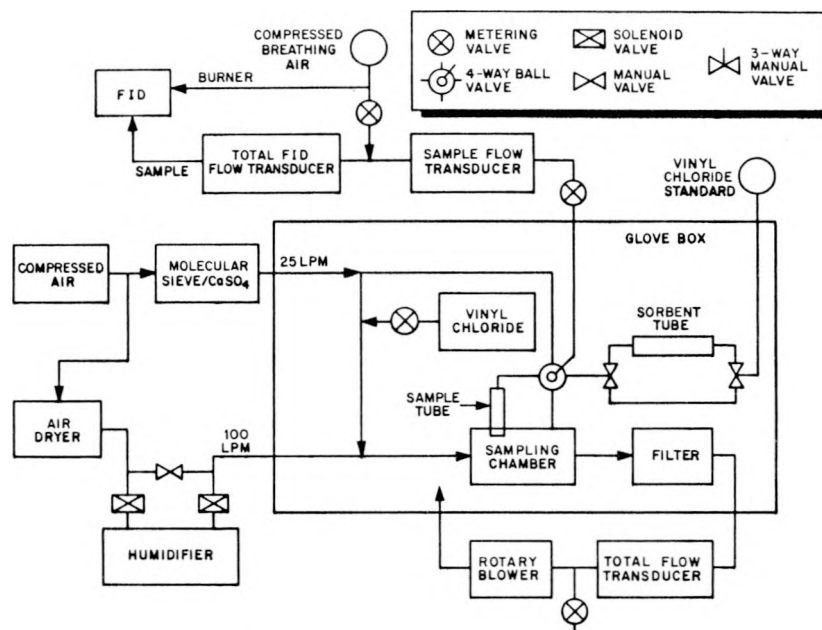 COMPRESSED
BREATHING
AIR
METERING
VALVE
SOLENOID
VALVE
3-WAY
MANUAL
VALVE
4-WAY BALL
VALVE
MANUAL
VALVE
BURNER
FID
SAMPLE
TOTAL FID
FLOW TRANSDUCER
SAMPLE FLOW
TRANSDUCER
VINYL
CHLORIDE
STANDARD
GLOVE BOX
COMPRESSED
AIR
MOLECULAR
SIEVE/CaSO4
25 LPM
VINYL
CHLORIDE
SORBENT
TUBE
SAMPLE
TUBE
AIR
DRYER
100
LPM
SAMPLING
CHAMBER
FILTER
HUMIDIFIER
ROTARY
BLOWER
TOTAL FLOW
TRANSDUCER